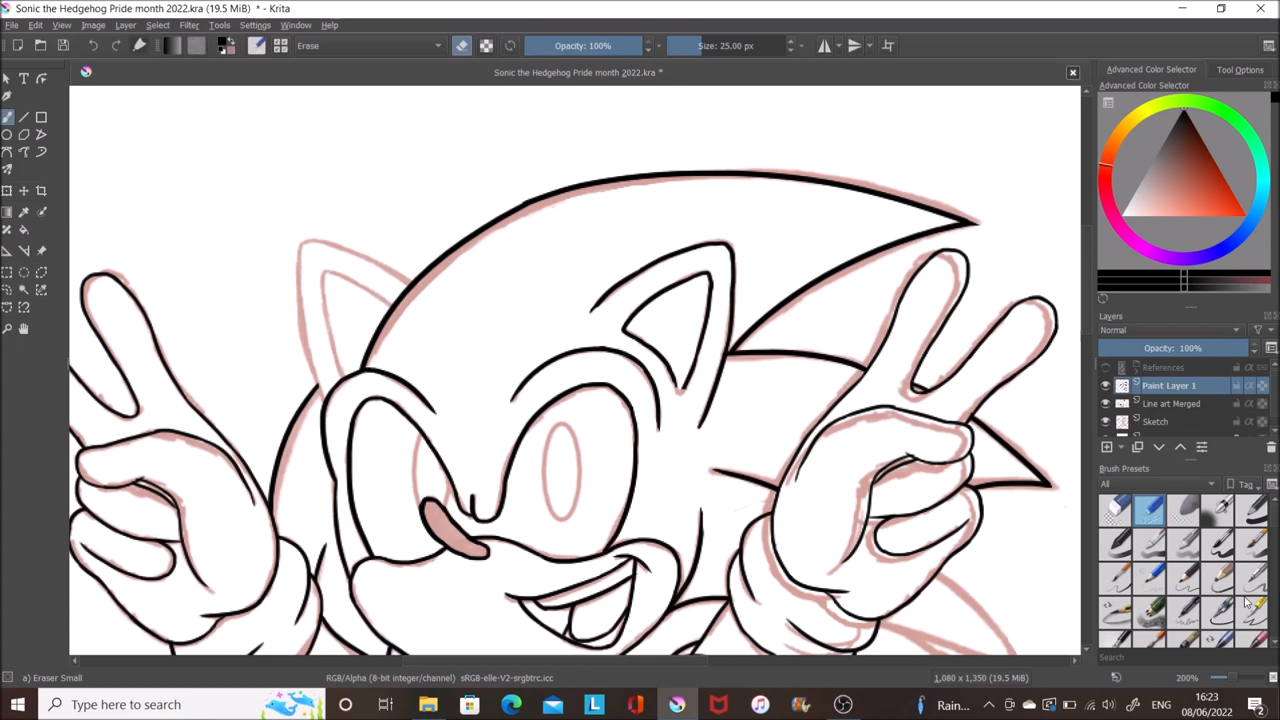 Sonic the Hedgehog Pride month 2022.kra (19.5 MiB) * - Krita
File Edit View Image Layer Select Filter Tools Settings Window Help
Erase
Opacity: 100%
Size: 25.00 px
Sonic the Hedgehog Pride month 2022.kra (19.5 MiB) *
Advanced Color Selector Tool Options
Advanced Color Selector
Layers
Normal
Opacity: 100%
References
Paint Layer 1
Line art Merged
Sketch
Brush Presets
All
Tag
Search
a) Eraser Small
RGB/Alpha (8-bit integer/channel) sRGB-elle-V2-srgbtrc.icc
1,080 x 1,350 (19.5 MiB)
200%
Type here to search
Rain...
ENG
16:23
08/06/2022
2